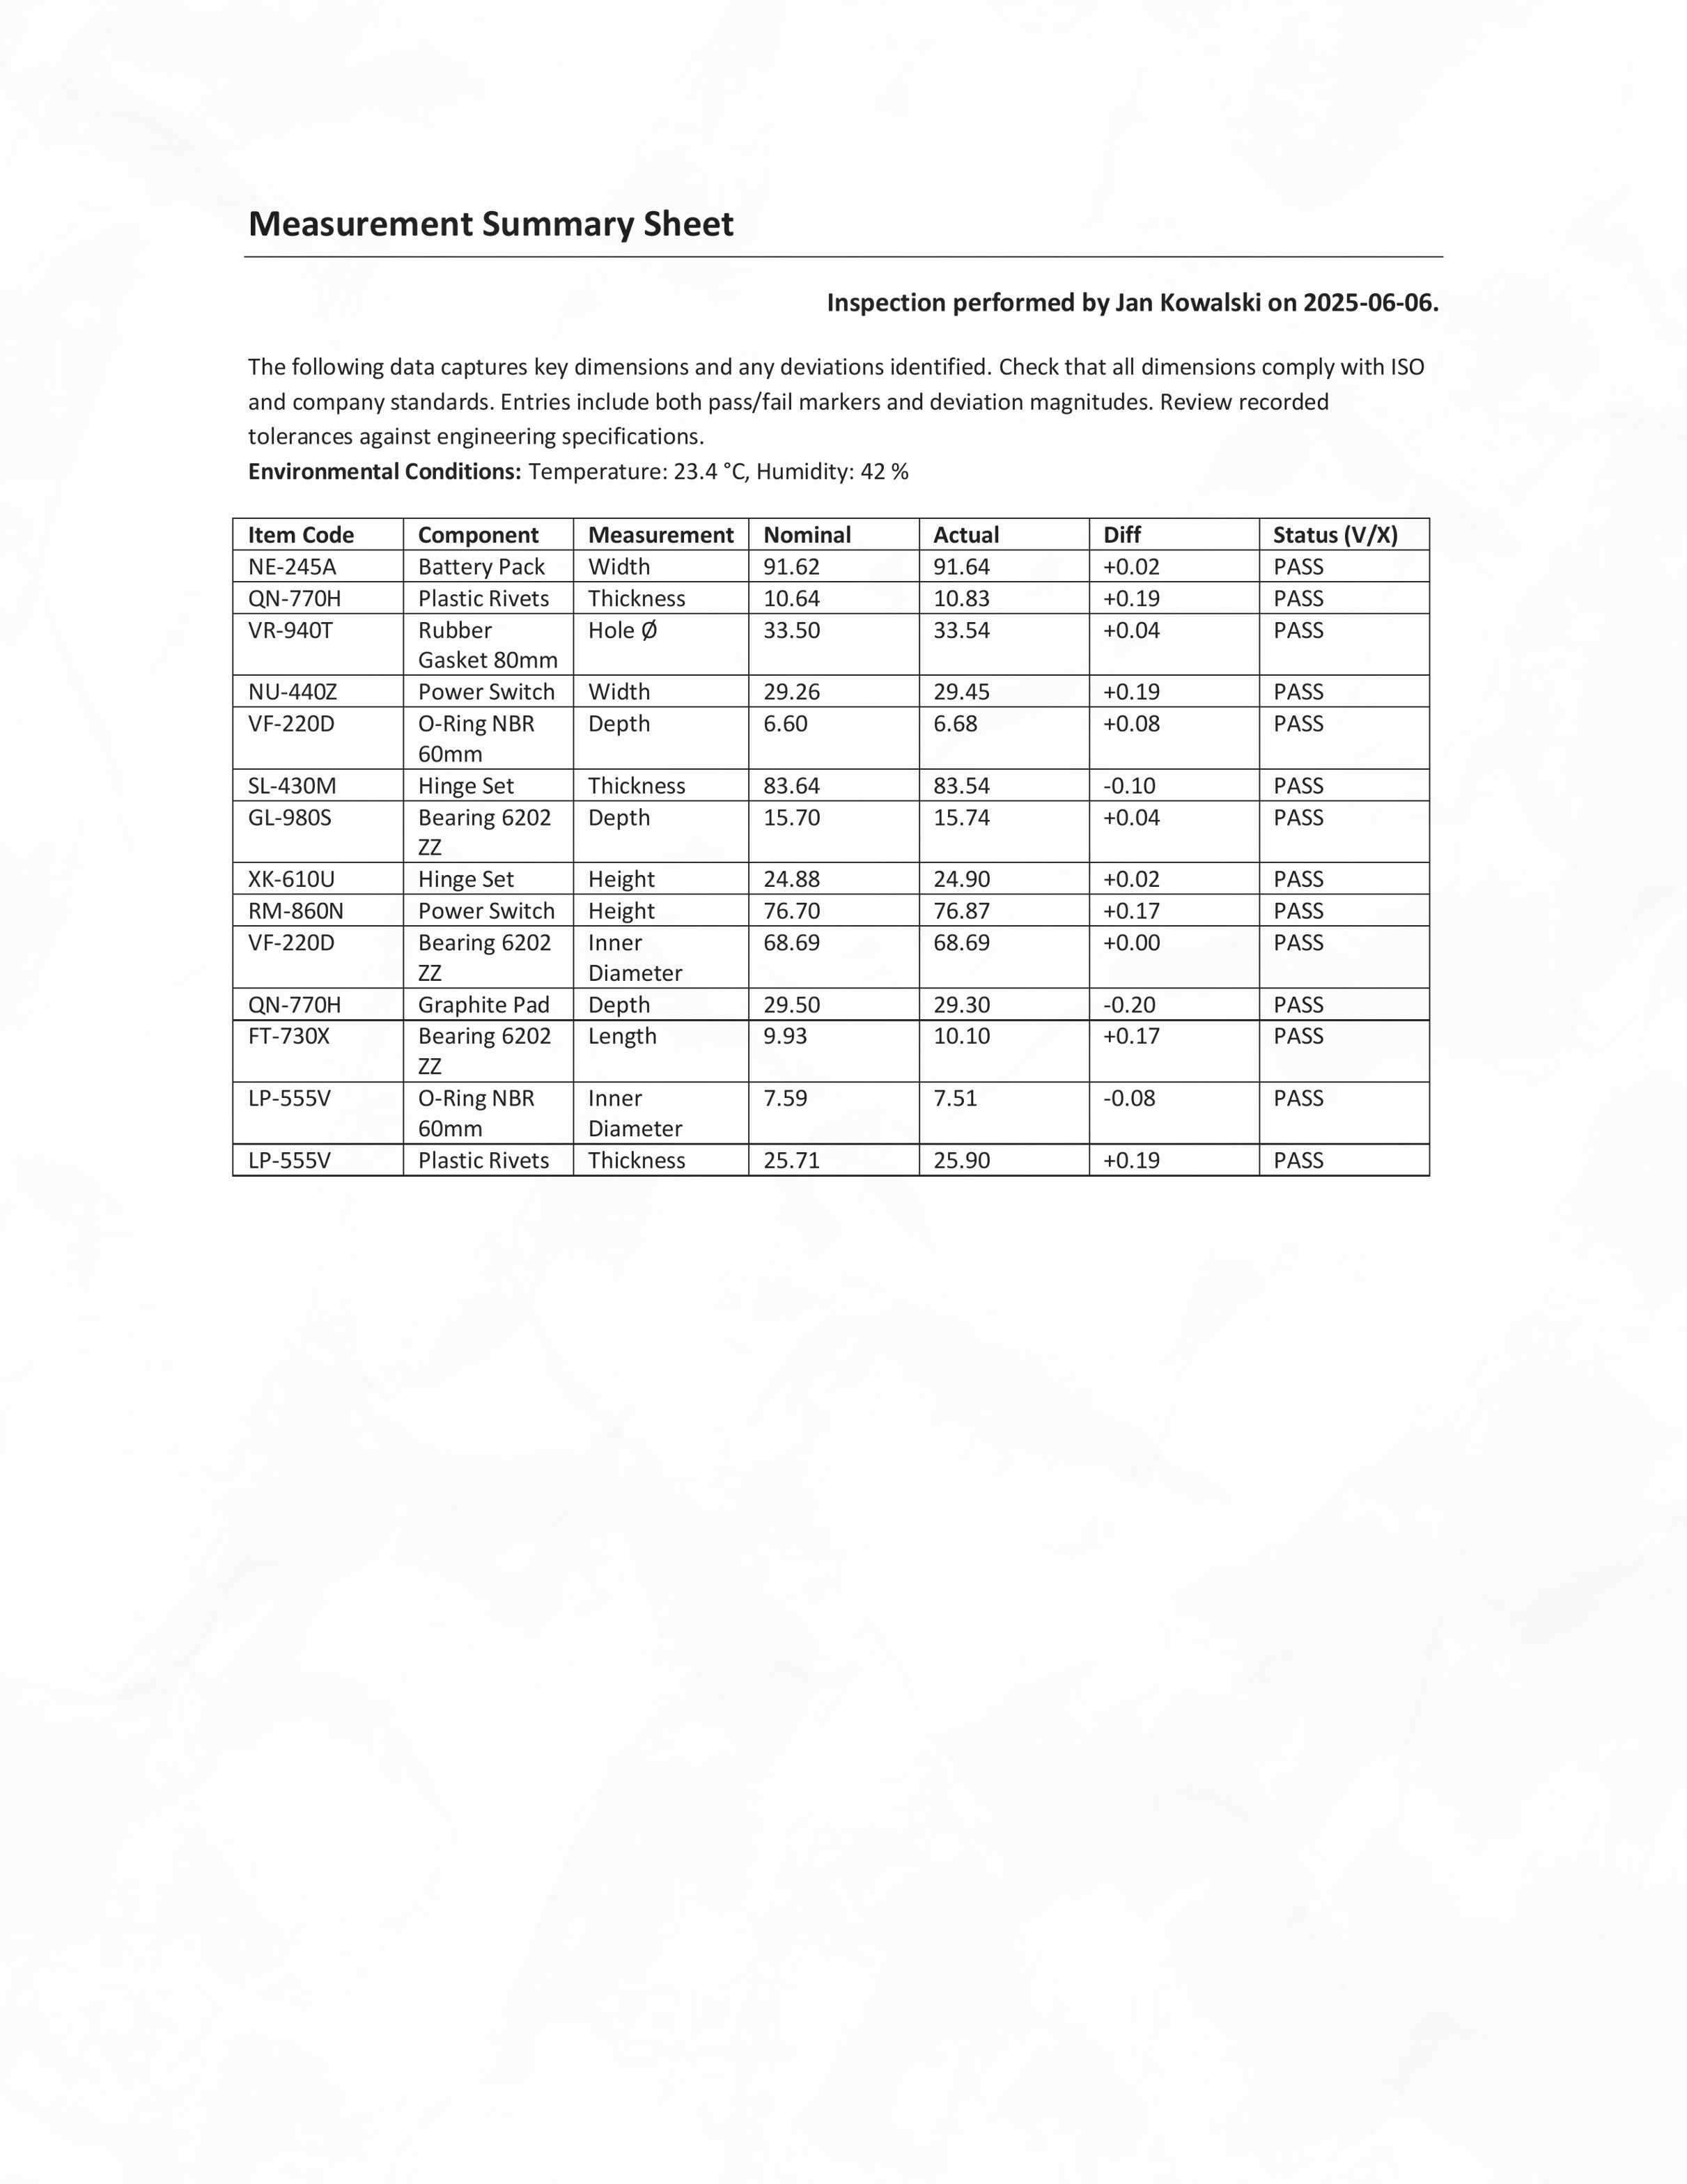 Measurement Summary Sheet
Inspection performed by Jan Kowalski on 2025-06-06.
The following data captures key dimensions and any deviations identified. Check that all dimensions comply with ISO
and company standards. Entries include both pass/fail markers and deviation magnitudes. Review recorded
tolerances against engineering specifications.
Environmental Conditions: Temperature: 23.4 °C, Humidity: 42 %
Item Code Component Measurement Nominal Actual Diff Status (V/X)
NE-245A Battery Pack Width 91.62 91.64 +0.02 PASS
QN-770H Plastic Rivets Thickness 10.64 10.83 +0.19 PASS
VR-940T Rubber Hole Ø 33.50 33.54 +0.04 PASS
Gasket 80mm
NU-440Z Power Switch Width 29.26 29.45 +0.19 PASS
VF-220D O-Ring NBR Depth 6.60 6.68 +0.08 PASS
60mm
SL-430M Hinge Set Thickness 83.64 83.54 -0.10 PASS
GL-980S Bearing 6202 Depth 15.70 15.74 +0.04 PASS
ZZ
XK-610U Hinge Set Height 24.88 24.90 +0.02 PASS
RM-860N Power Switch Height 76.70 76.87 +0.17 PASS
VF-220D Bearing 6202 Inner 68.69 68.69 +0.00 PASS
ZZ Diameter
QN-770H Graphite Pad Depth 29.50 29.30 -0.20 PASS
FT-730X Bearing 6202 Length 9.93 10.10 +0.17 PASS
ZZ
LP-555V O-Ring NBR Inner 7.59 7.51 -0.08 PASS
60mm Diameter
LP-555V Plastic Rivets Thickness 25.71 25.90 +0.19 PASS